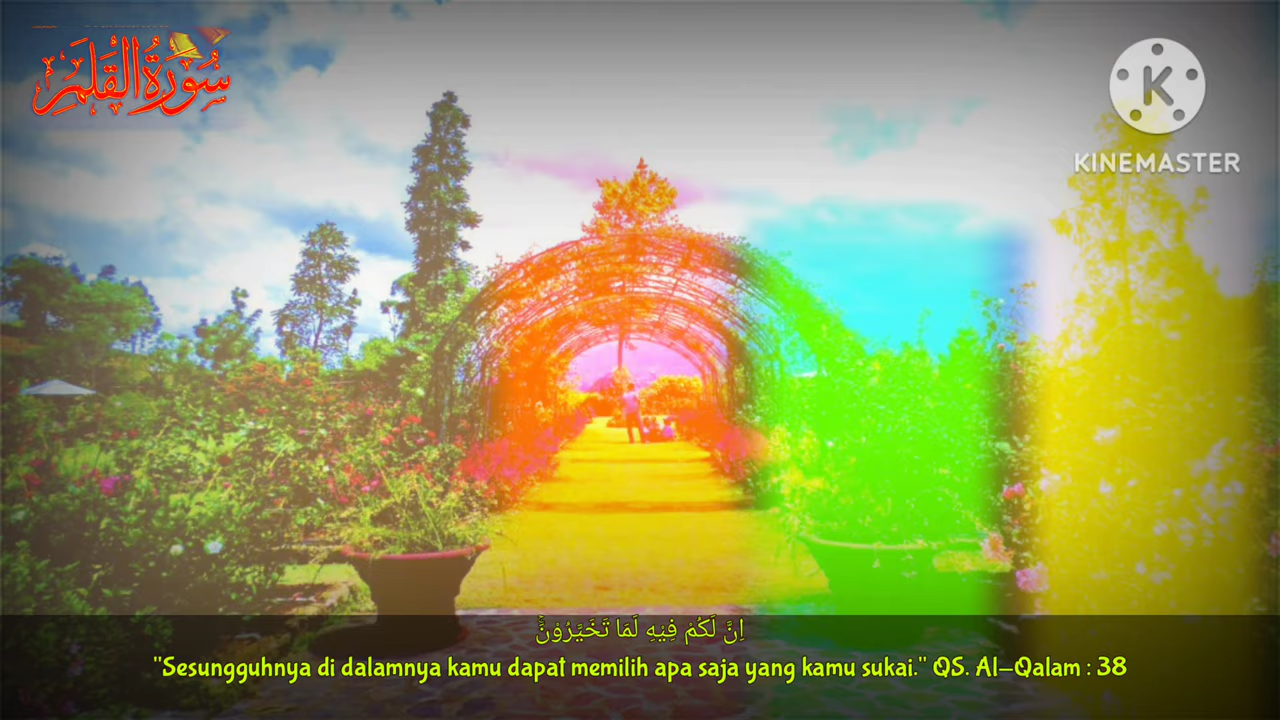 سُورَةُ الْقَلَمِ
KINEMASTER
اِنَّ لَكُمْ فِيْهِ لَمَا تَخَيَّرُوْنَۚ
"Sesungguhnya di dalamnya kamu dapat memilih apa saja yang kamu sukai." QS. Al-Qalam : 38